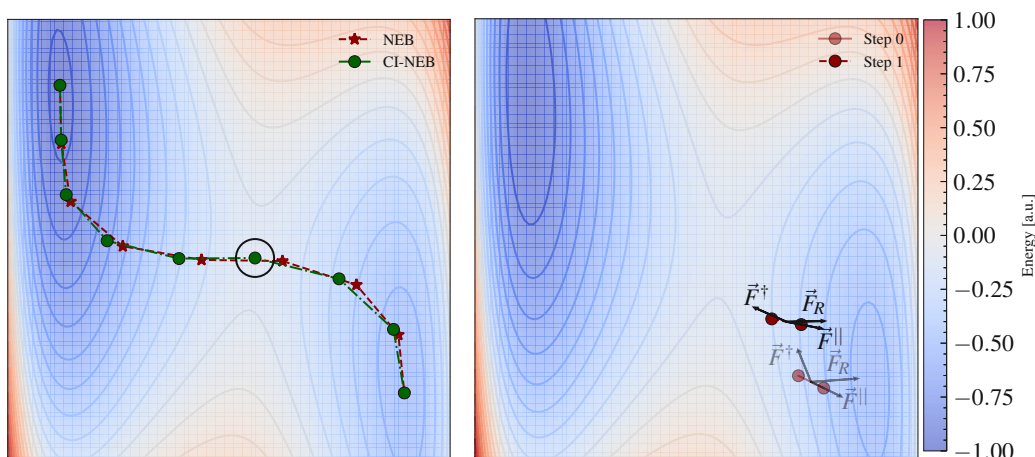 NEB
CI-NEB
Step 0
Step 1
F⃗† F⃗R
F⃗||
F⃗† F⃗R
F⃗||
1.00
0.75
0.50
0.25
0.00
−0.25
−0.50
−0.75
−1.00
Energy [a.u.]